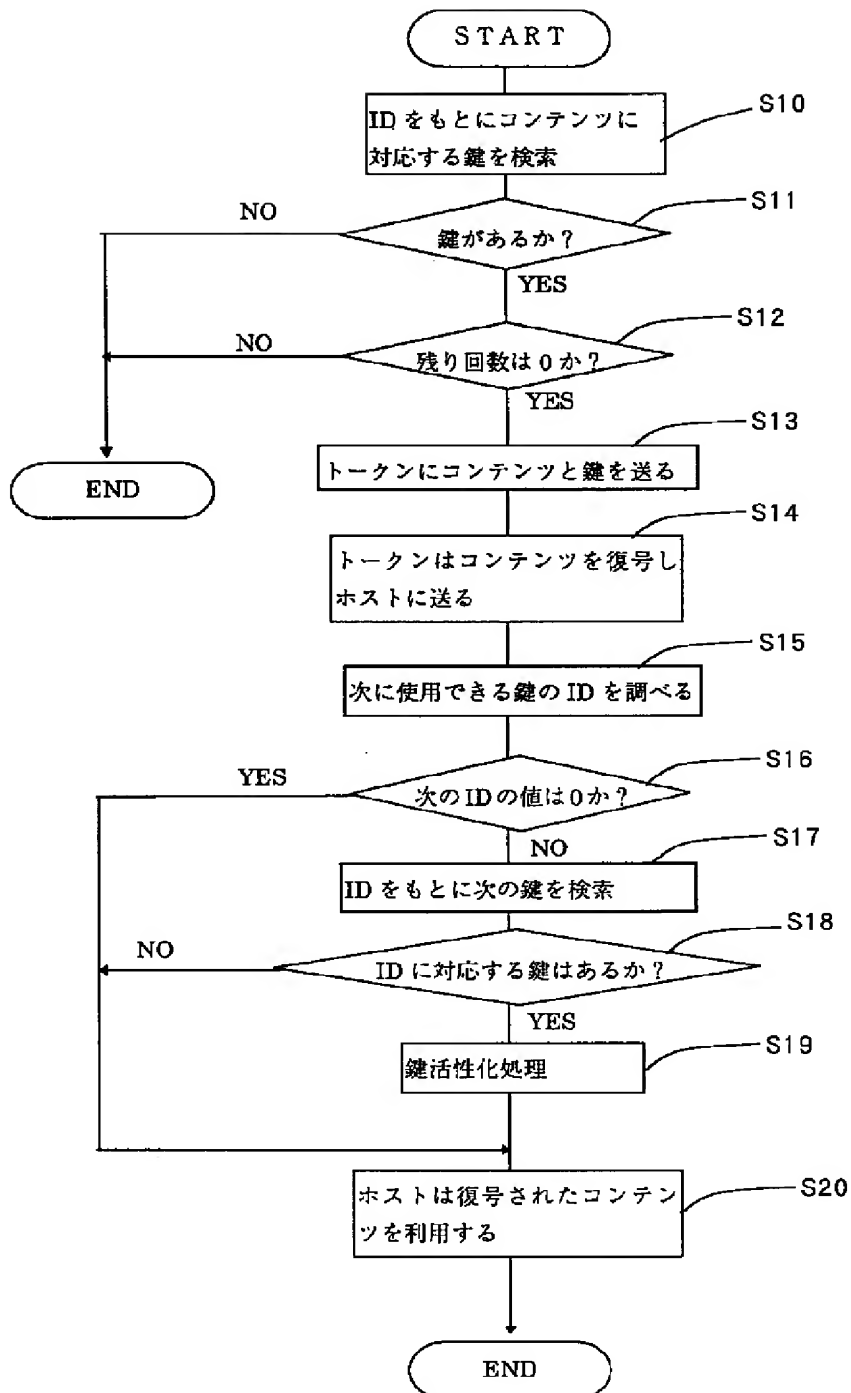 START
S10
IDをもとにコンテンツに
対応する鍵を検索
S11
NO
鍵があるか?
YES
S12
NO
残り回数は0か?
YES
S13
トークンにコンテンツと鍵を送る
END
S14
トークンはコンテンツを復号し
ホストに送る
S15
次に使用できる鍵のIDを調べる
S16
YES
次のIDの値は0か?
NO
S17
IDをもとに次の鍵を検索
S18
NO
IDに対応する鍵はあるか?
YES
S19
鍵活性化処理
S20
ホストは復号されたコンテン
ツを利用する
END